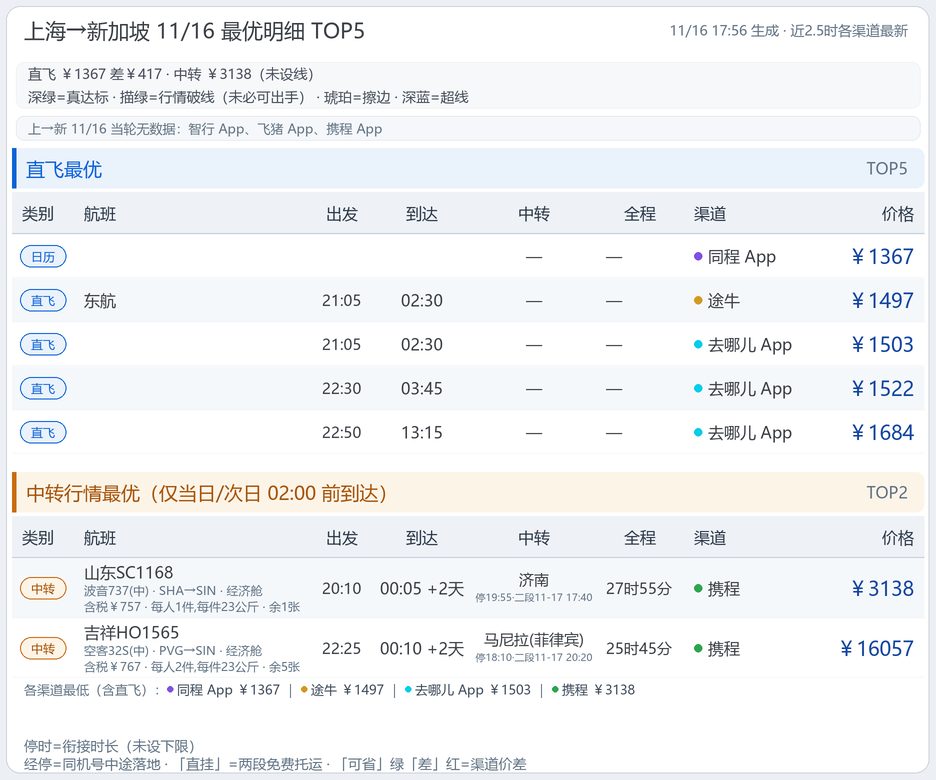 上海→新加坡 11/16 最优明细 TOP5
11/16 17:56 生成 · 近2.5时各渠道最新
直飞 ¥1367 差¥417 · 中转 ¥3138（未设线）
深绿=真达标 · 描绿=行情破线（未必可出手） · 琥珀=擦边 · 深蓝=超线
上→新 11/16 当轮无数据：智行 App、飞猪 App、携程 App
直飞最优 TOP5
类别 航班 出发 到达 中转 全程 渠道 价格
日历 — — 同程 App ¥1367
直飞 东航 21:05 02:30 — — 途牛 ¥1497
直飞 21:05 02:30 — — 去哪儿 App ¥1503
直飞 22:30 03:45 — — 去哪儿 App ¥1522
直飞 22:50 13:15 — — 去哪儿 App ¥1684
中转行情最优（仅当日/次日 02:00 前到达） TOP2
类别 航班 出发 到达 中转 全程 渠道 价格
山东SC1168
波音737(中) · SHA→SIN · 经济舱
含税¥757 · 每人1件,每件23公斤 · 余1张
中转 20:10 00:05 +2天 济南 27时55分 携程 ¥3138
停19:55·二段11-17 17:40
吉祥HO1565
空客32S(中) · PVG→SIN · 经济舱
含税¥767 · 每人2件,每件23公斤 · 余5张
中转 22:25 00:10 +2天 马尼拉(菲律宾) 25时45分 携程 ¥16057
停18:10·二段11-17 20:20
各渠道最低（含直飞）: 同程 App ¥1367 | 途牛 ¥1497 | 去哪儿 App ¥1503 | 携程 ¥3138
停时=衔接时长（未设下限）
经停=同机号中途落地 · 「直挂」=两段免费托运 · 「可省」绿「差」红=渠道价差